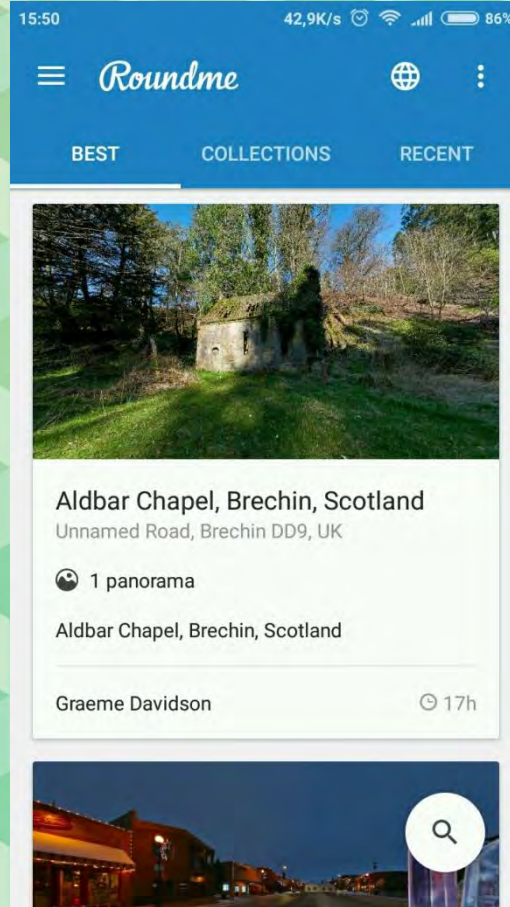 15:50 42,9K/s 86%
Roundme
BEST COLLECTIONS RECENT
Aldbar Chapel, Brechin, Scotland
Unnamed Road, Brechin DD9, UK
1 panorama
Aldbar Chapel, Brechin, Scotland
Graeme Davidson 17h